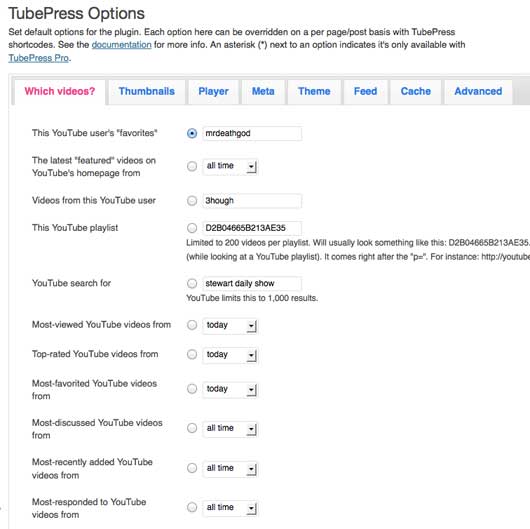 TubePress Options
Set default options for the plugin. Each option here can be overridden on a per page/post basis with TubePress
shortcodes. See the documentation for more info. An asterisk (*) next to an option indicates it's only available with
TubePress Pro.
Which videos? Thumbnails Player Meta Theme Feed Cache Advanced
This YouTube user's "favorites" mrdeathgod
The latest "featured" videos on
YouTube's homepage from all time
Videos from this YouTube user 3hough
This YouTube playlist D2B04665B213AE35
Limited to 200 videos per playlist. Will usually look something like this: D2B04665B213AE35.
(while looking at a YouTube playlist). It comes right after the "p=". For instance: http://youtube
YouTube search for stewart daily show
YouTube limits this to 1,000 results.
Most-viewed YouTube videos from today
Top-rated YouTube videos from today
Most-favorited YouTube videos
from today
Most-discussed YouTube videos
from all time
Most-recently added YouTube
videos from all time
Most-responded to YouTube
videos from all time